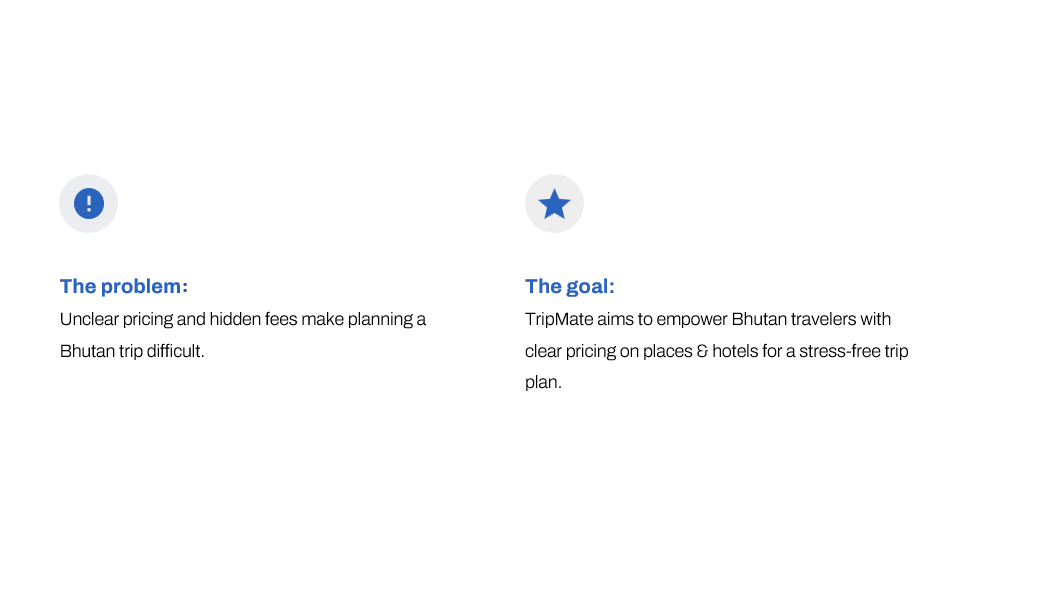 The problem:
Unclear pricing and hidden fees make planning a
Bhutan trip difficult.
The goal:
TripMate aims to empower Bhutan travelers with
clear pricing on places & hotels for a stress-free trip
plan.